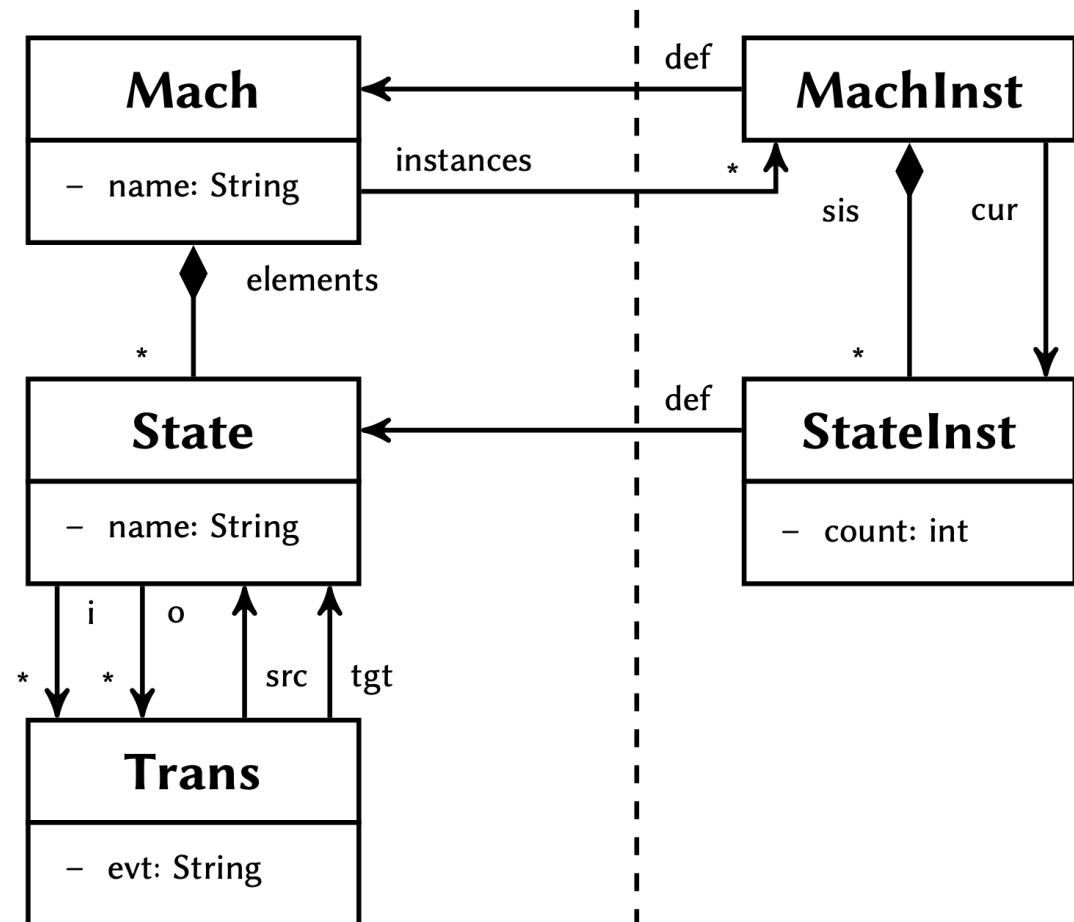 def
Mach
MachInst
instances
*
– name: String
sis
cur
elements
*
*
def
State
StateInst
– name: String
– count: int
i
o
*
*
src
tgt
Trans
– evt: String